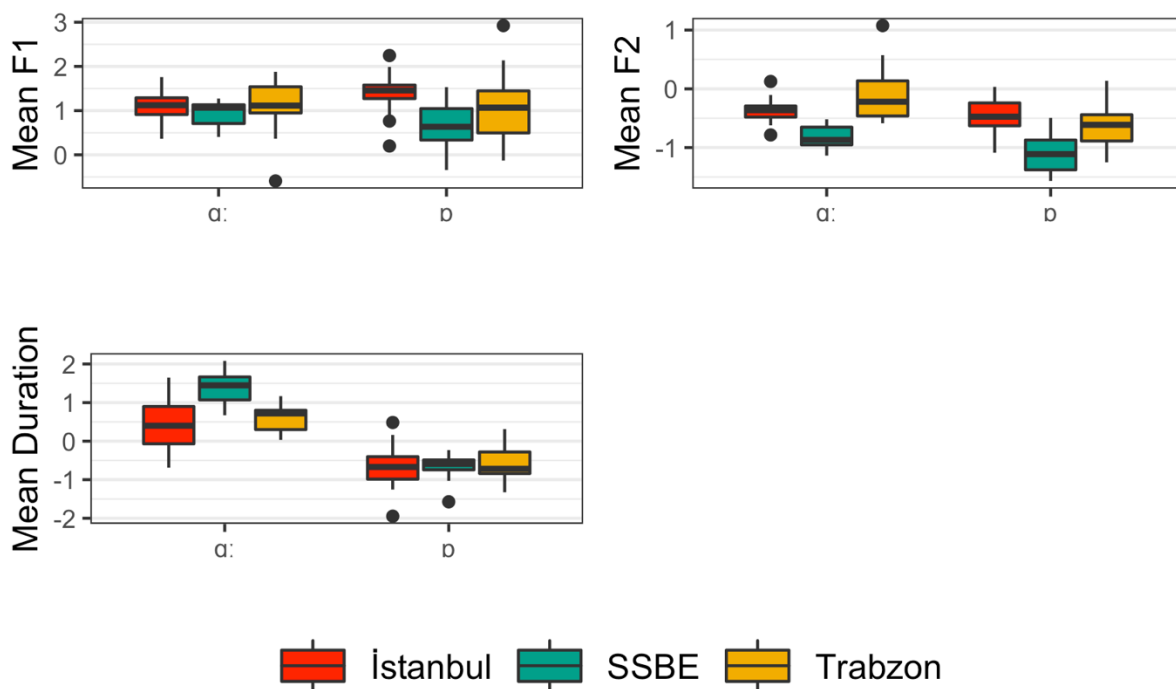 Mean F1
3
2
1
0
ɑː
ɒ
Mean F2
1
0
-1
ɑː
ɒ
Mean Duration
2
1
0
-1
-2
ɑː
ɒ
İstanbul SSBE Trabzon